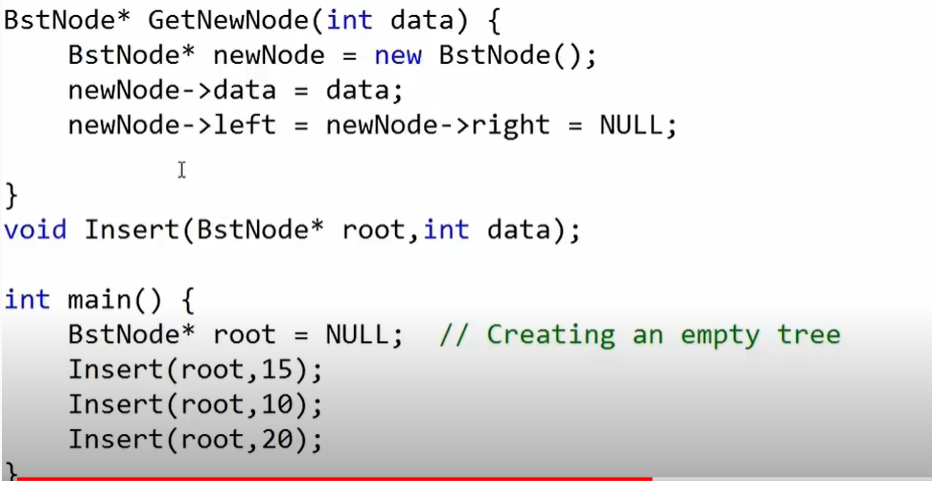 BstNode* GetNewNode(int data) {
    BstNode* newNode = new BstNode();
    newNode->data = data;
    newNode->left = newNode->right = NULL;
}
void Insert(BstNode* root,int data);
int main() {
    BstNode* root = NULL;  // Creating an empty tree
    Insert(root,15);
    Insert(root,10);
    Insert(root,20);
}